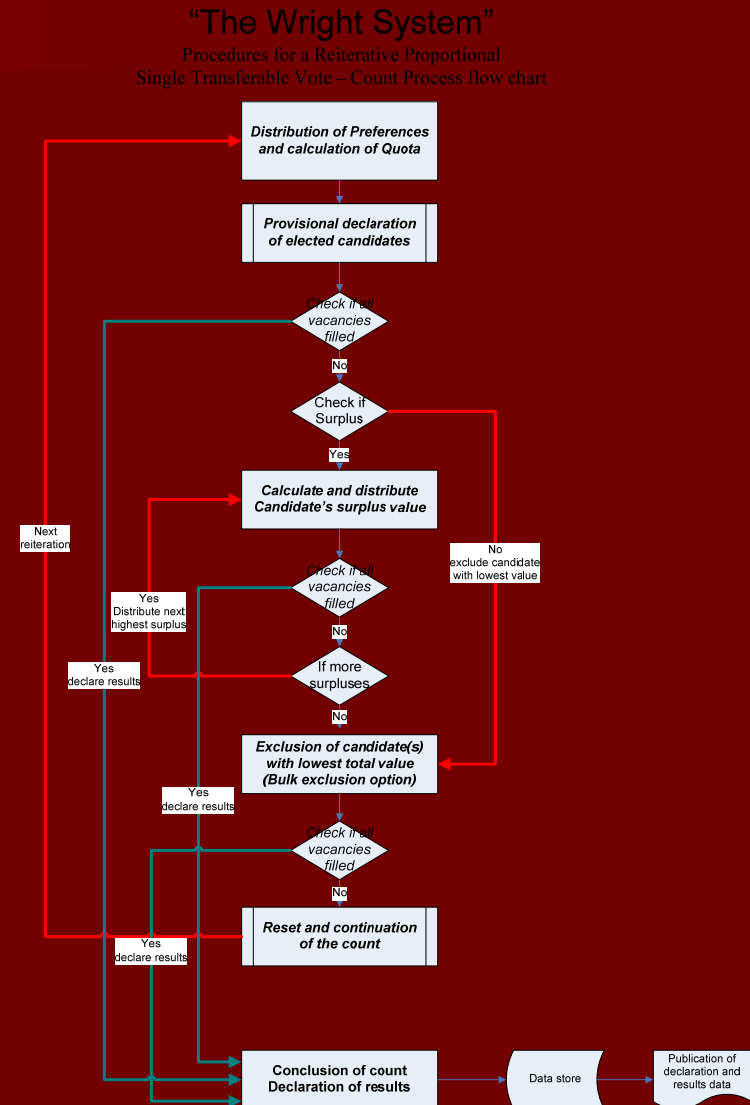 “The Wright System”
Procedures for a Reiterative Proportional
Single Transferable Vote – Count Process flow chart
Distribution of Preferences
and calculation of Quota
Provisional declaration
of elected candidates
Check if all
vacancies
filled
No
Check if
Surplus
Yes
Calculate and distribute
Candidate’s surplus value
Next
reiteration
No
exclude candidate
with lowest value
Check if all
vacancies
filled
Yes
Distribute next
highest surplus
No
If more
surpluses
Yes
declare results
No
Exclusion of candidate(s)
with lowest total value
(Bulk exclusion option)
Yes
declare results
Check if all
vacancies
filled
No
Reset and continuation
of the count
Yes
declare results
Conclusion of count
Declaration of results
Data store
Publication of
declaration and
results data